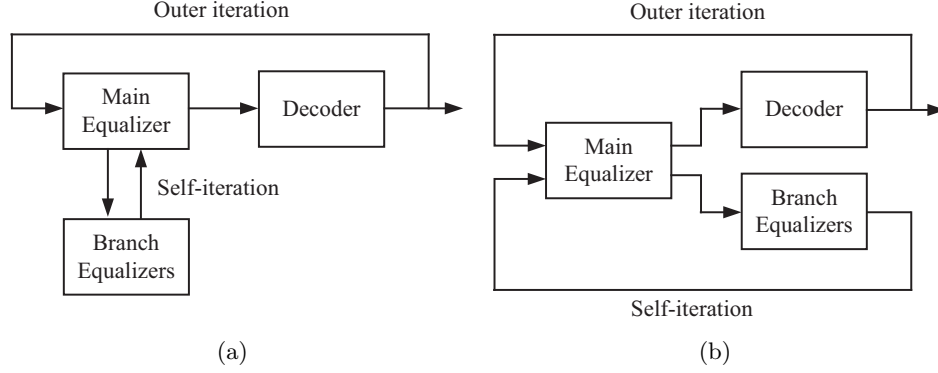 Outer iteration
Main
Equalizer
Decoder
Self-iteration
Branch
Equalizers
(a)
Outer iteration
Decoder
Main
Equalizer
Branch
Equalizers
Self-iteration
(b)